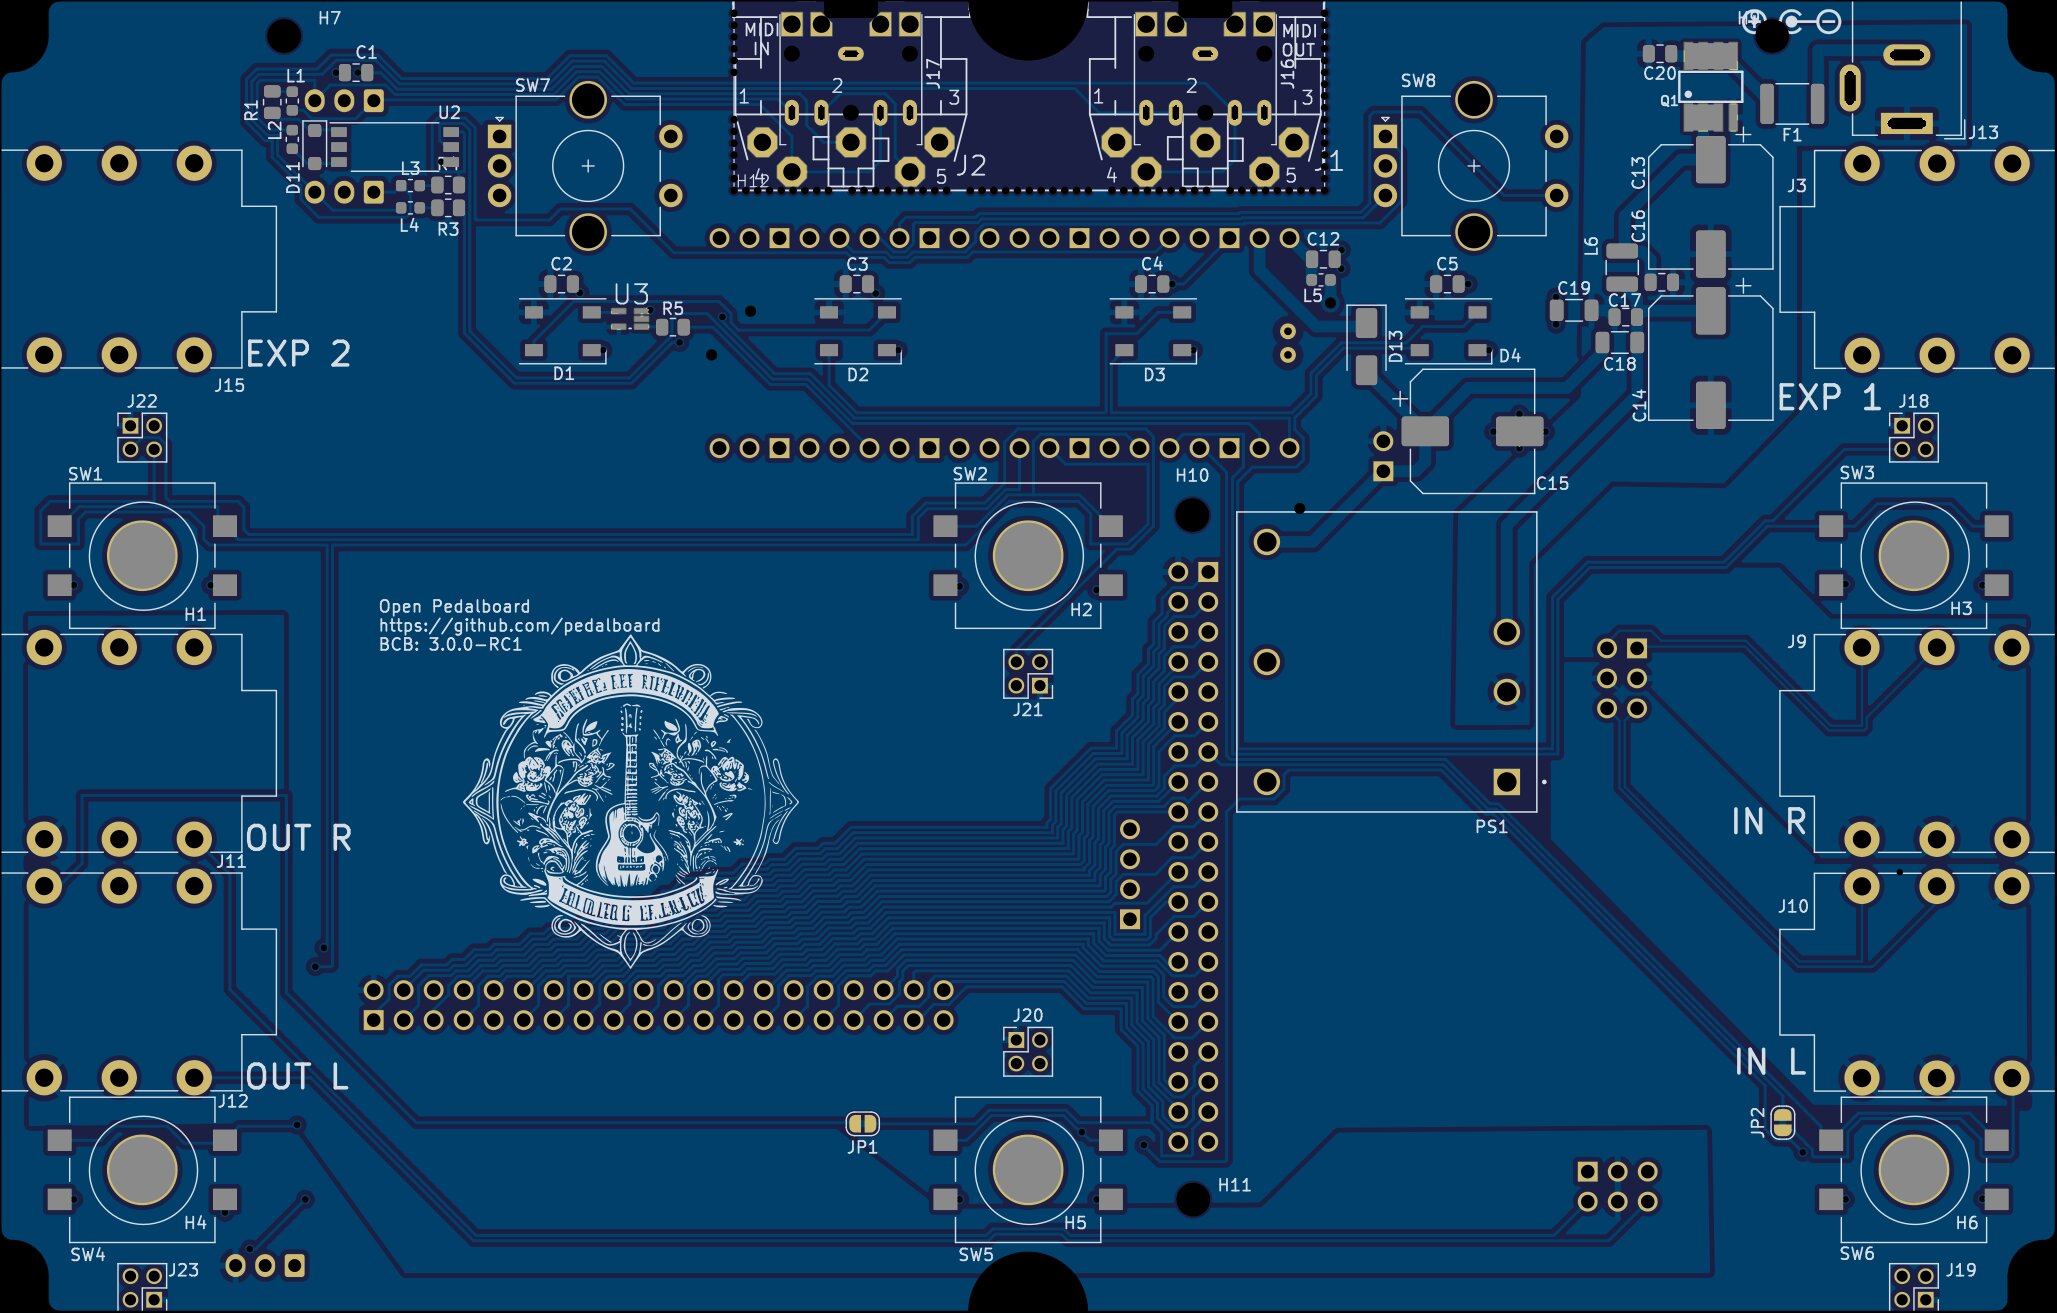 H7
MIDI
IN
J17
MIDI
OUT
J16
C1
L1
R1
L2
U2
SW7
SW8
C20
Q1
F1
J13
2
1
3
2
1
3
D11
L3
L4
R3
4
5
J2
H12
4
5
C13
J3
C16
L6
C2
C3
C4
C12
C5
L5
U3
R5
C19
C17
C18
D13
D1
D2
D3
D4
EXP 2
J15
C14
EXP 1
J22
J18
SW1
SW2
H10
C15
SW3
H1
H2
H3
Open Pedalboard
https://github.com/pedalboard
BCB: 3.0.0-RC1
J9
J21
OUT R
J11
PS1
IN R
J10
OUT L
J12
J20
IN L
JP1
JP2
H11
H4
H5
H6
SW4
SW5
SW6
J23
J19